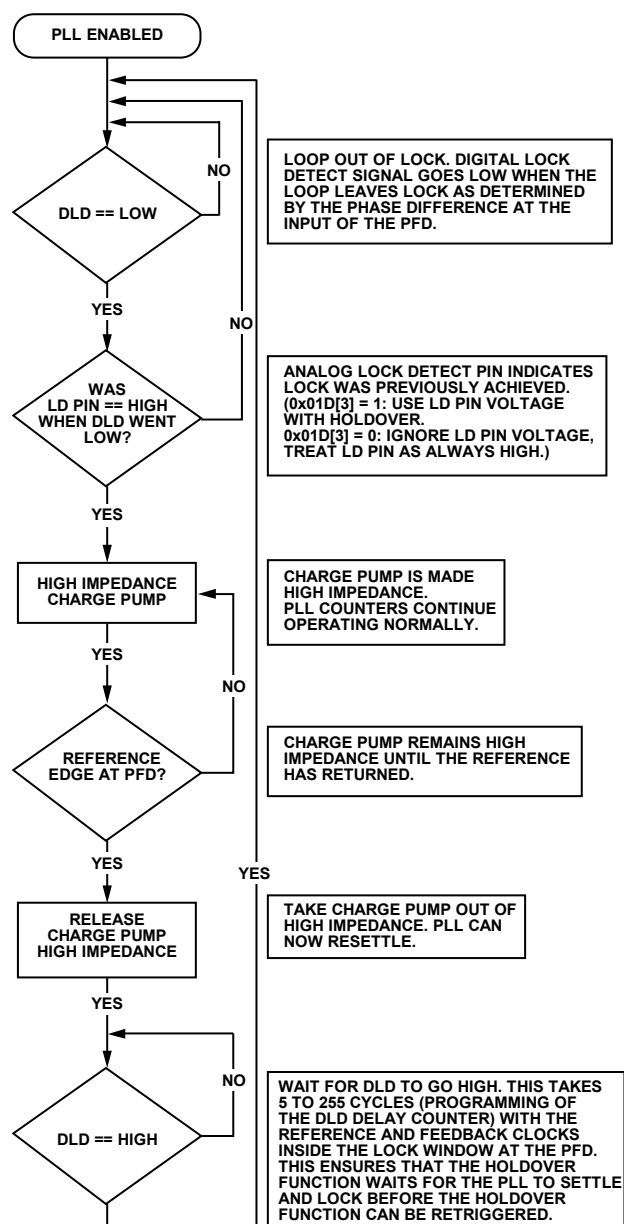 PLL ENABLED
NO
DLD == LOW
LOOP OUT OF LOCK. DIGITAL LOCK
DETECT SIGNAL GOES LOW WHEN THE
LOOP LEAVES LOCK AS DETERMINED
BY THE PHASE DIFFERENCE AT THE
INPUT OF THE PFD.
YES
NO
WAS
LD PIN == HIGH
WHEN DLD WENT
LOW?
ANALOG LOCK DETECT PIN INDICATES
LOCK WAS PREVIOUSLY ACHIEVED.
(0x01D[3] = 1: USE LD PIN VOLTAGE
WITH HOLDOVER.
0x01D[3] = 0: IGNORE LD PIN VOLTAGE,
TREAT LD PIN AS ALWAYS HIGH.)
YES
HIGH IMPEDANCE
CHARGE PUMP
CHARGE PUMP IS MADE
HIGH IMPEDANCE.
PLL COUNTERS CONTINUE
OPERATING NORMALLY.
YES
NO
REFERENCE
EDGE AT PFD?
CHARGE PUMP REMAINS HIGH
IMPEDANCE UNTIL THE REFERENCE
HAS RETURNED.
YES
YES
RELEASE
CHARGE PUMP
HIGH IMPEDANCE
TAKE CHARGE PUMP OUT OF
HIGH IMPEDANCE. PLL CAN
NOW RESETTLE.
YES
NO
DLD == HIGH
WAIT FOR DLD TO GO HIGH. THIS TAKES
5 TO 255 CYCLES (PROGRAMMING OF
THE DLD DELAY COUNTER) WITH THE
REFERENCE AND FEEDBACK CLOCKS
INSIDE THE LOCK WINDOW AT THE PFD.
THIS ENSURES THAT THE HOLDOVER
FUNCTION WAITS FOR THE PLL TO SETTLE
AND LOCK BEFORE THE HOLDOVER
FUNCTION CAN BE RETRIGGERED.